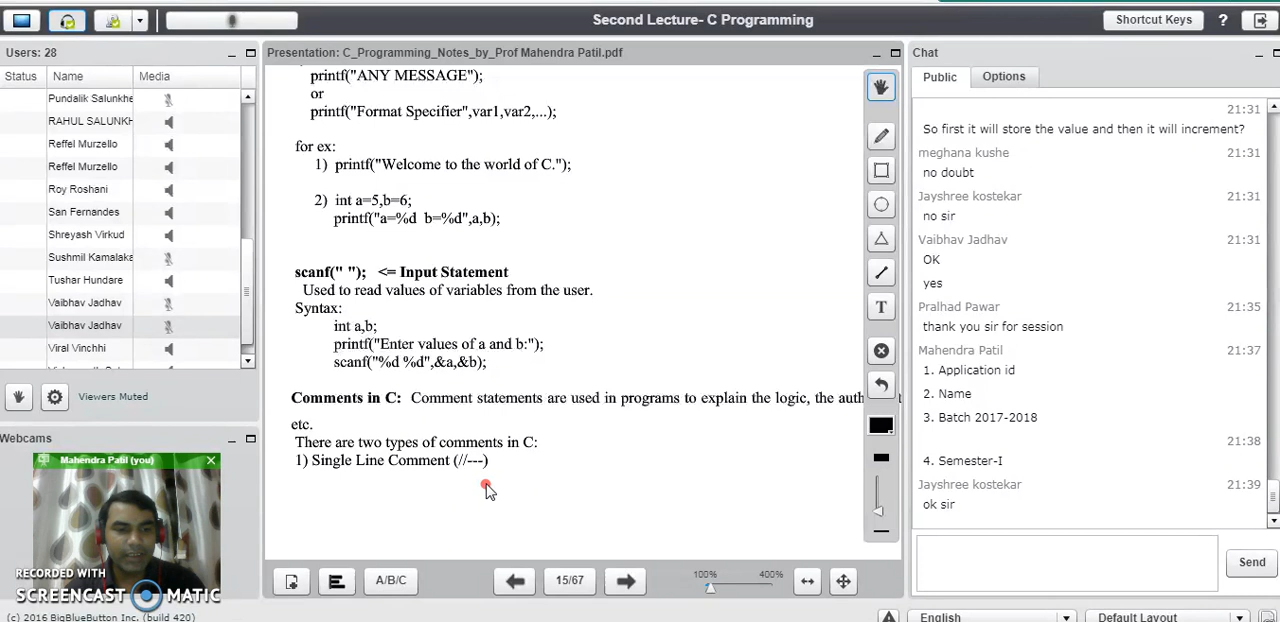 Second Lecture- C Programming
Shortcut Keys
?
Users: 28
Status Name Media
Pundalik Salunkhe
RAHUL SALUNKH
Reffel Murzello
Reffel Murzello
Roy Roshani
San Fernandes
Shreyash Virkud
Sushmil Kamalaka
Tushar Hundare
Vaibhav Jadhav
Vaibhav Jadhav
Viral Vinchhi
Viewers Muted
Webcams
Mahendra Patil (you)
RECORDED WITH
SCREENCAST MATIC
(c) 2016 BigBlueButton Inc. (build 420)
Presentation: C_Programming_Notes_by_Prof Mahendra Patil.pdf
printf("ANY MESSAGE");
or
printf("Format Specifier",var1,var2,...);
for ex:
1) printf("Welcome to the world of C.");
2) int a=5,b=6;
printf("a=%d b=%d",a,b);
scanf(" "); <= Input Statement
Used to read values of variables from the user.
Syntax:
int a,b;
printf("Enter values of a and b:");
scanf("%d %d",&a,&b);
Comments in C: Comment statements are used in programs to explain the logic, the auth
etc.
There are two types of comments in C:
1) Single Line Comment (//---)
T
A/B/C
15/67
100% 400%
Chat
Public Options
21:31
So first it will store the value and then it will increment?
meghana kushe 21:31
no doubt
Jayshree kostekar 21:31
no sir
Vaibhav Jadhav 21:31
OK
yes
Pralhad Pawar 21:35
thank you sir for session
Mahendra Patil 21:37
1. Application id
2. Name
3. Batch 2017-2018
21:38
4. Semester-I
Jayshree kostekar 21:39
ok sir
Send
English
Default Layout